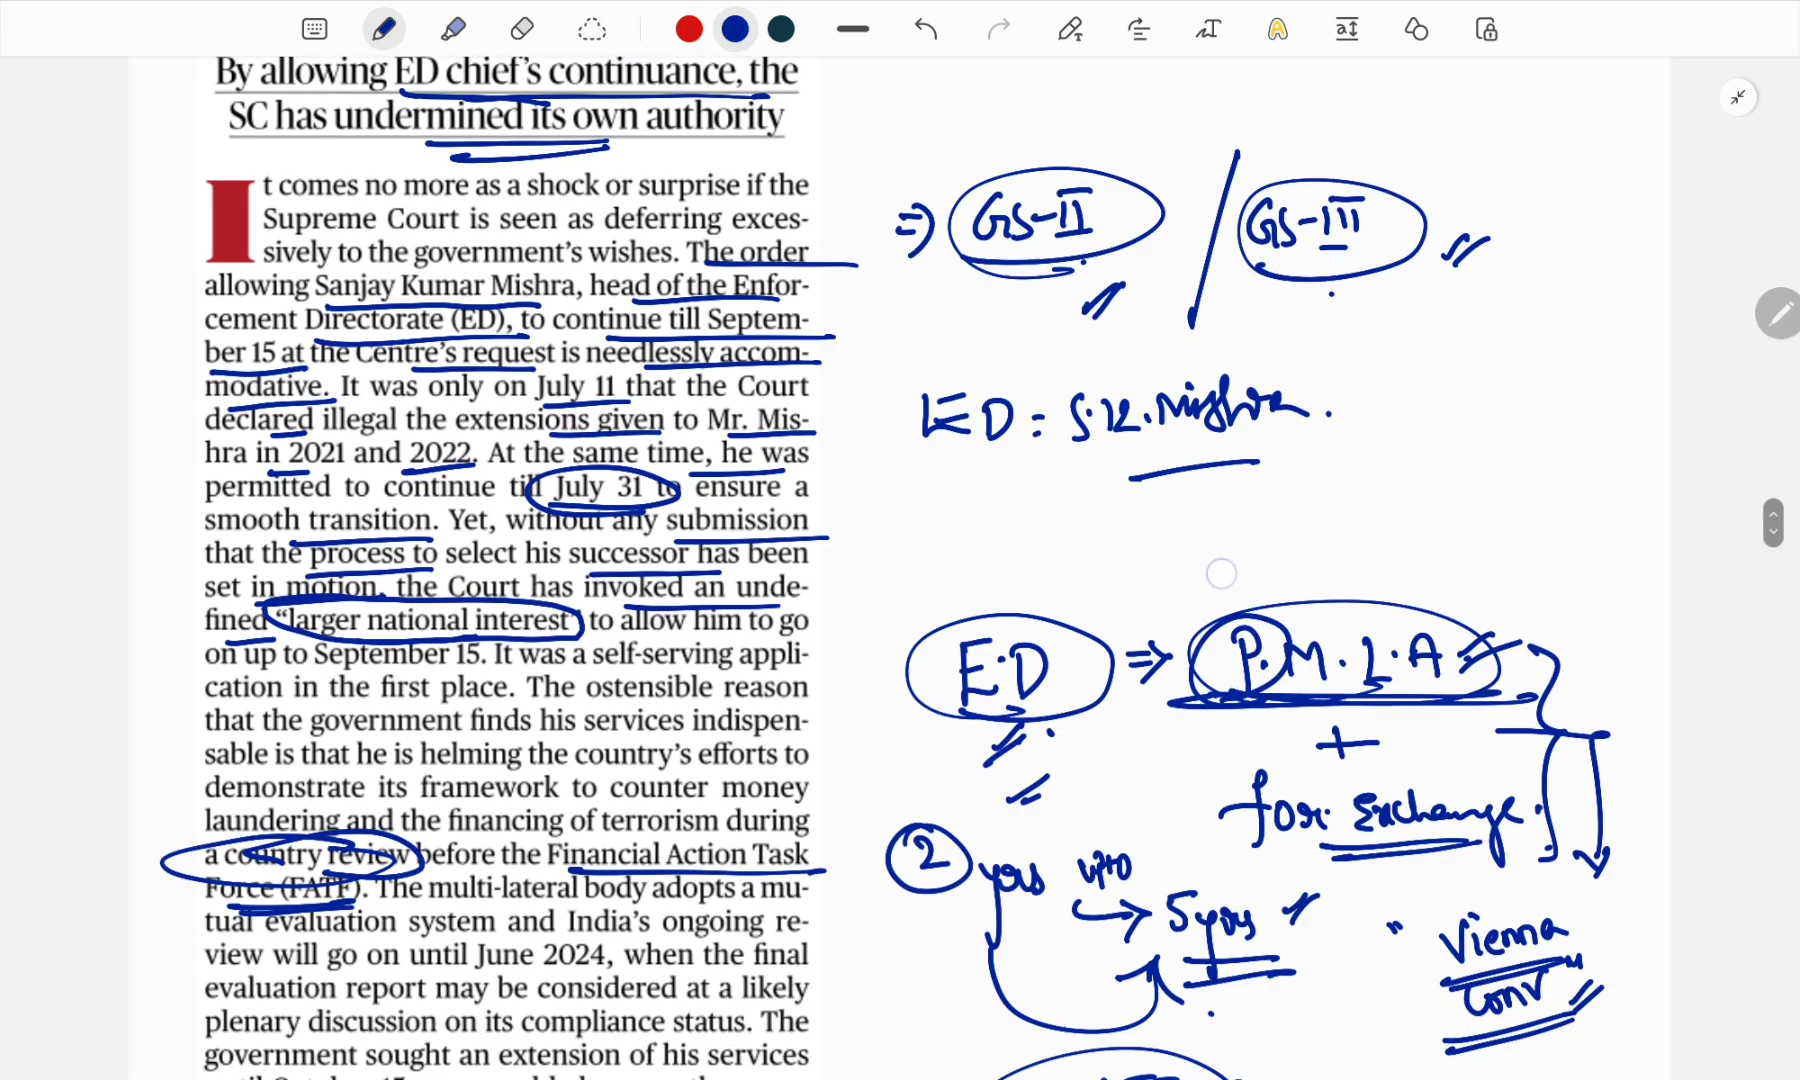 By allowing ED chief's continuance, the
SC has undermined its own authority
It comes no more as a shock or surprise if the
Supreme Court is seen as deferring exces-
sively to the government's wishes. The order
allowing Sanjay Kumar Mishra, head of the Enfor-
cement Directorate (ED), to continue till Septem-
ber 15 at the Centre's request is needlessly accom-
modative. It was only on July 11 that the Court
declared illegal the extensions given to Mr. Mis-
hra in 2021 and 2022. At the same time, he was
permitted to continue till July 31 to ensure a
smooth transition. Yet, without any submission
that the process to select his successor has been
set in motion, the Court has invoked an unde-
fined "larger national interest" to allow him to go
on up to September 15. It was a self-serving appli-
cation in the first place. The ostensible reason
that the government finds his services indispen-
sable is that he is helming the country's efforts to
demonstrate its framework to counter money
laundering and the financing of terrorism during
a country review before the Financial Action Task
Force (FATF). The multi-lateral body adopts a mu-
tual evaluation system and India's ongoing re-
view will go on until June 2024, when the final
evaluation report may be considered at a likely
plenary discussion on its compliance status. The
government sought an extension of his services
⇒ GS-II / GS-III
ED = S.K. Mishra.
E.D ⇒ P.M.L.A
+
for. Exchange.
2 yrs upto → 5 yrs
"Vienna
Conv"